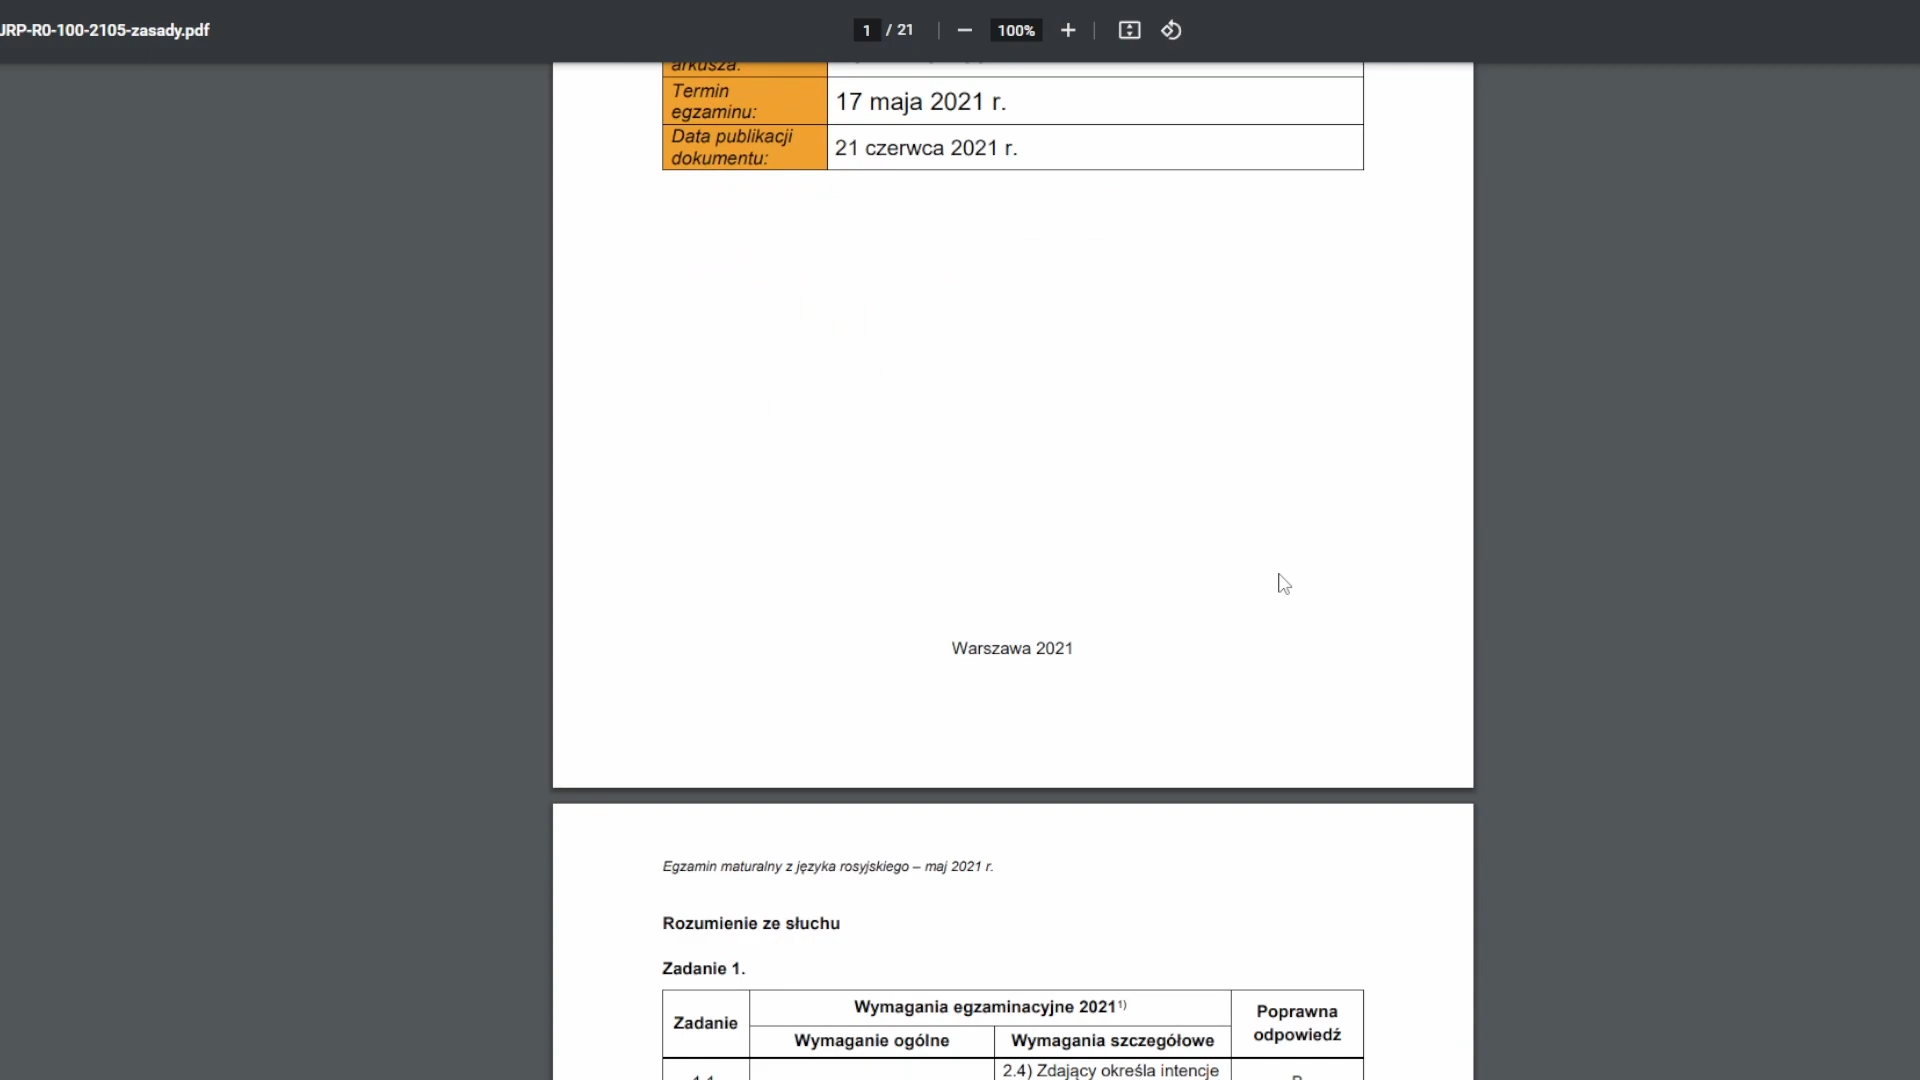 JRP-R0-100-2105-zasady.pdf
1 / 21
100%
arkusza:
Termin
egzaminu:
17 maja 2021 r.
Data publikacji
dokumentu:
21 czerwca 2021 r.
Warszawa 2021
Egzamin maturalny z języka rosyjskiego – maj 2021 r.
Rozumienie ze słuchu
Zadanie 1.
Zadanie
Wymagania egzaminacyjne 2021¹⁾
Poprawna
odpowiedź
Wymaganie ogólne
Wymagania szczegółowe
2.4) Zdający określa intencje